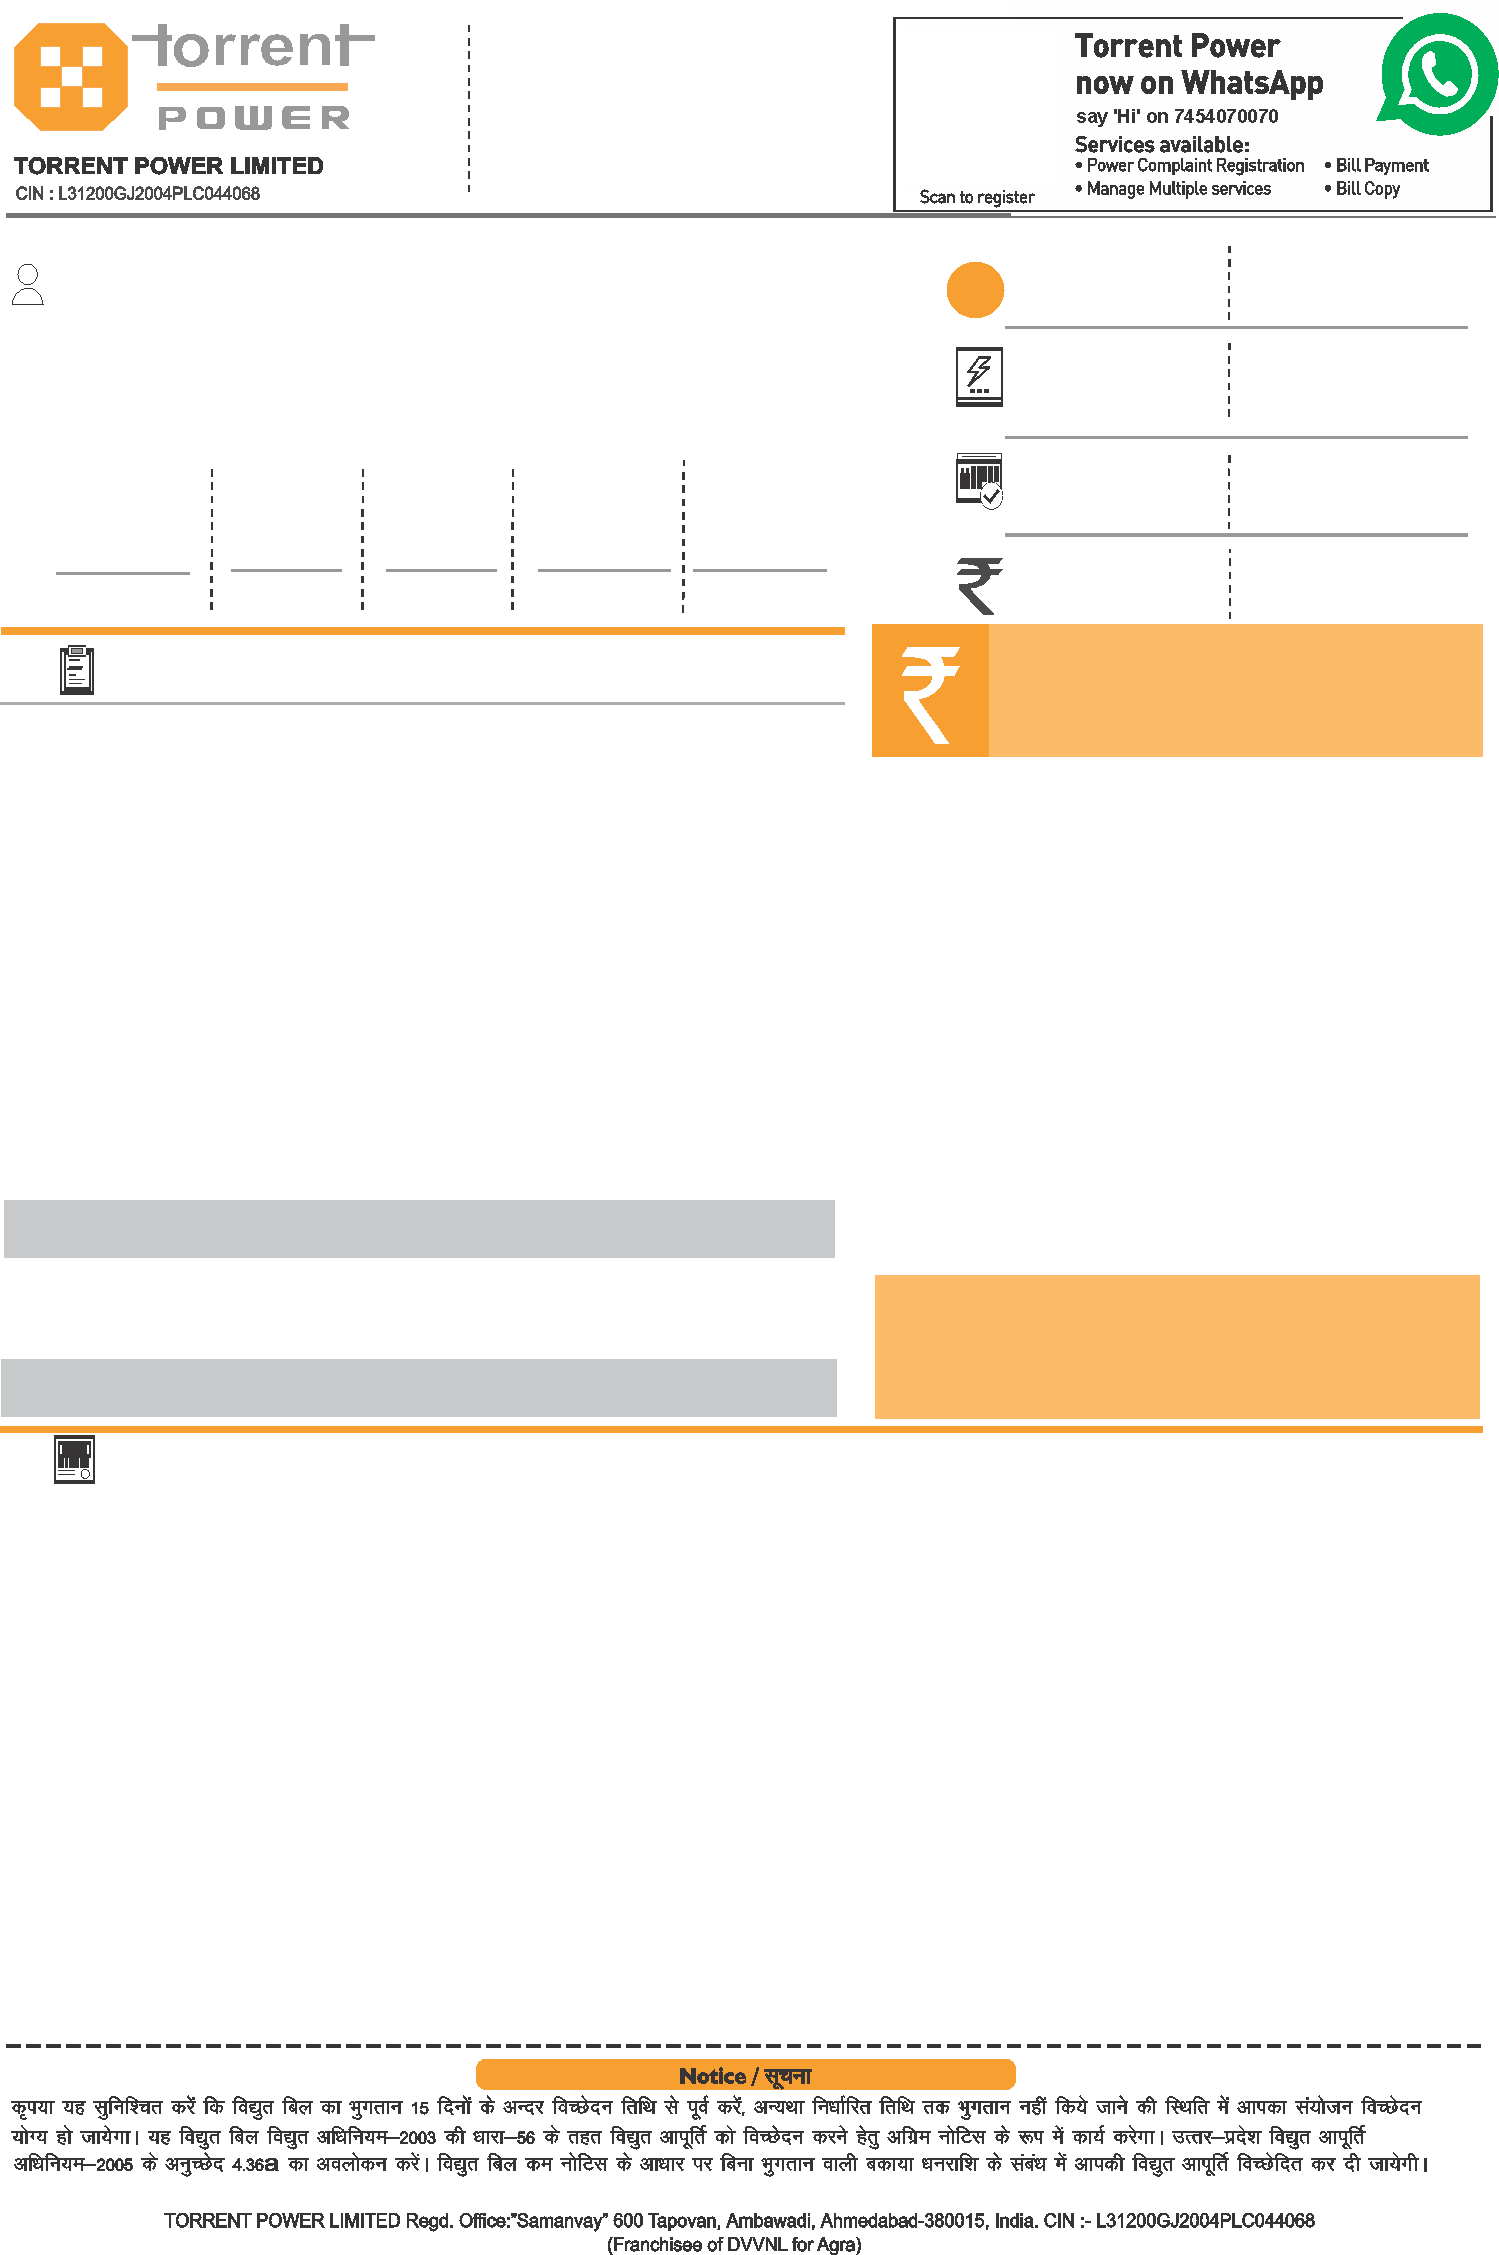 torrent
POWER
TORRENT POWER LIMITED
CIN : L31200GJ2004PLC044068
Torrent Power
now on WhatsApp
say 'Hi' on 7454070070
Services available:
• Power Complaint Registration • Bill Payment
• Manage Multiple services • Bill Copy
Scan to register
₹
₹
Notice / सूचना
कृपया यह सुनिश्चित करें कि विद्युत बिल का भुगतान 15 दिनों के अन्दर विच्छेदन तिथि से पूर्व करें, अन्यथा निर्धारित तिथि तक भुगतान नहीं किये जाने की स्थिति में आपका संयोजन विच्छेदन
योग्य हो जायेगा। यह विद्युत बिल विद्युत अधिनियम–2003 की धारा–56 के तहत विद्युत आपूर्ति को विच्छेदन करने हेतु अग्रिम नोटिस के रूप में कार्य करेगा। उत्तर–प्रदेश विद्युत आपूर्ति
अधिनियम–2005 के अनुच्छेद 4.36a का अवलोकन करें। विद्युत बिल कम नोटिस के आधार पर बिना भुगतान वाली बकाया धनराशि के संबंध में आपकी विद्युत आपूर्ति विच्छेदित कर दी जायेगी।
TORRENT POWER LIMITED Regd. Office:"Samanvay" 600 Tapovan, Ambawadi, Ahmedabad-380015, India. CIN :- L31200GJ2004PLC044068
(Franchisee of DVVNL for Agra)